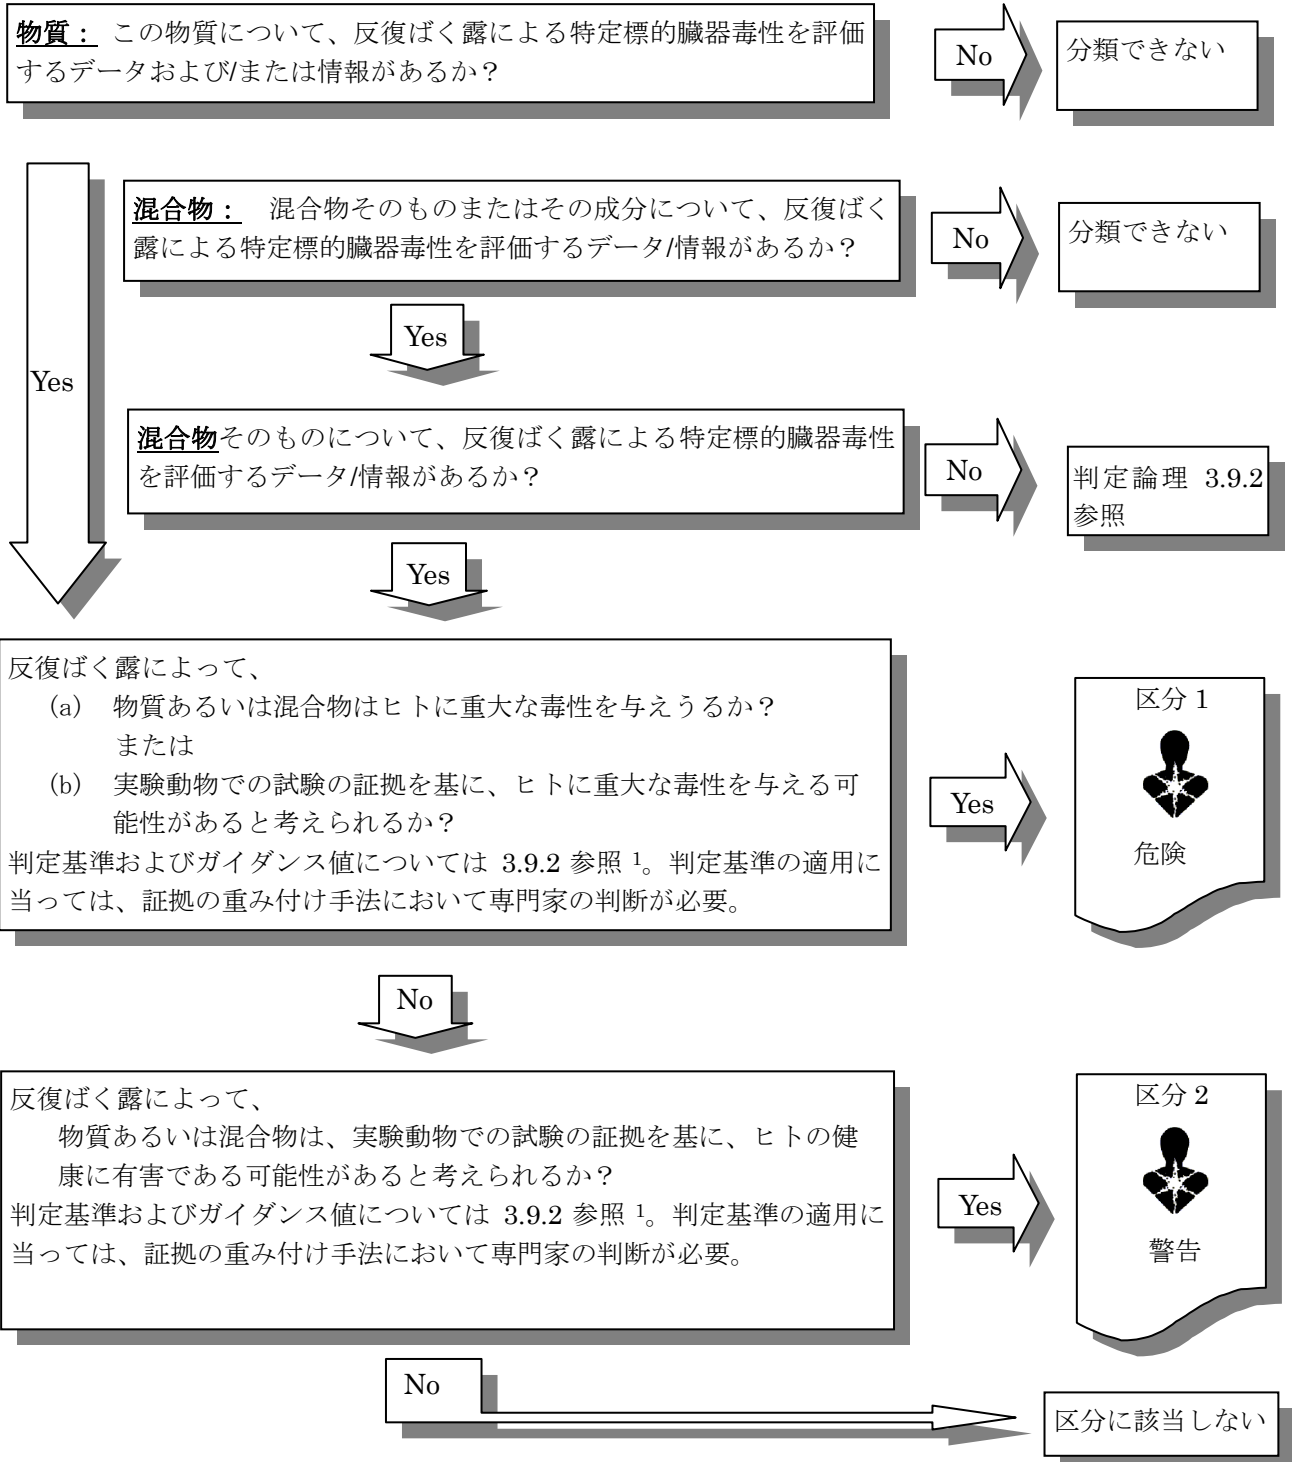 物質： この物質について、反復ばく露による特定標的臓器毒性を評価
するデータおよび/または情報があるか？
No
分類できない
混合物： 混合物そのものまたはその成分について、反復ばく
露による特定標的臓器毒性を評価するデータ/情報があるか？
No
分類できない
Yes
Yes
混合物そのものについて、反復ばく露による特定標的臓器毒性
を評価するデータ/情報があるか？
No
判定論理 3.9.2
参照
Yes
反復ばく露によって、
(a) 物質あるいは混合物はヒトに重大な毒性を与えうるか？
または
(b) 実験動物での試験の証拠を基に、ヒトに重大な毒性を与える可
能性があると考えられるか？
判定基準およびガイダンス値については 3.9.2 参照 1。判定基準の適用に
当っては、証拠の重み付け手法において専門家の判断が必要。
Yes
区分 1
危険
No
反復ばく露によって、
物質あるいは混合物は、実験動物での試験の証拠を基に、ヒトの健
康に有害である可能性があると考えられるか？
判定基準およびガイダンス値については 3.9.2 参照 1。判定基準の適用に
当っては、証拠の重み付け手法において専門家の判断が必要。
Yes
区分 2
警告
No
区分に該当しない